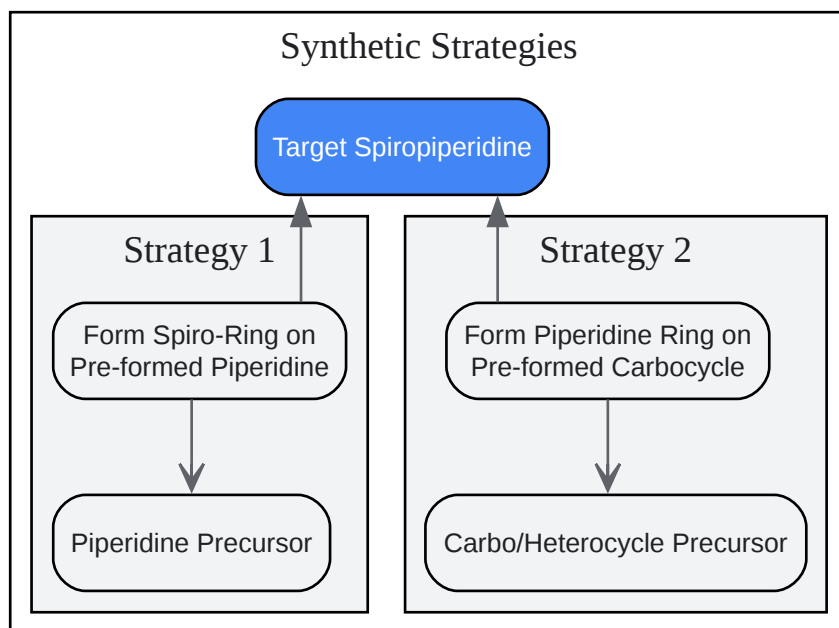 Synthetic Strategies
Target Spiropiperidine
Strategy 1
Form Spiro-Ring on
Pre-formed Piperidine
Piperidine Precursor
Strategy 2
Form Piperidine Ring on
Pre-formed Carbocycle
Carbo/Heterocycle Precursor